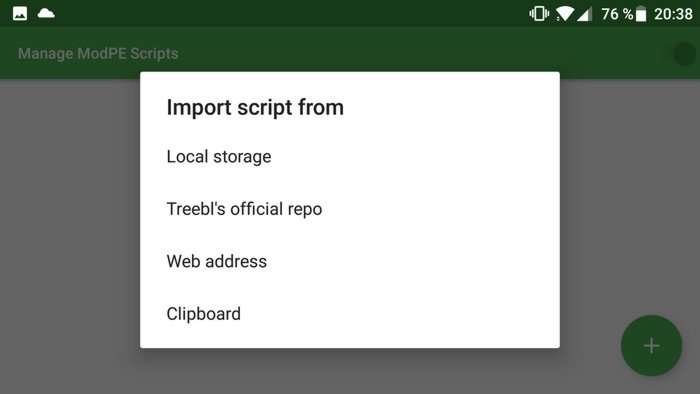 76 % 20:38
Manage ModPE Scripts
Import script from
Local storage
Treebl's official repo
Web address
Clipboard